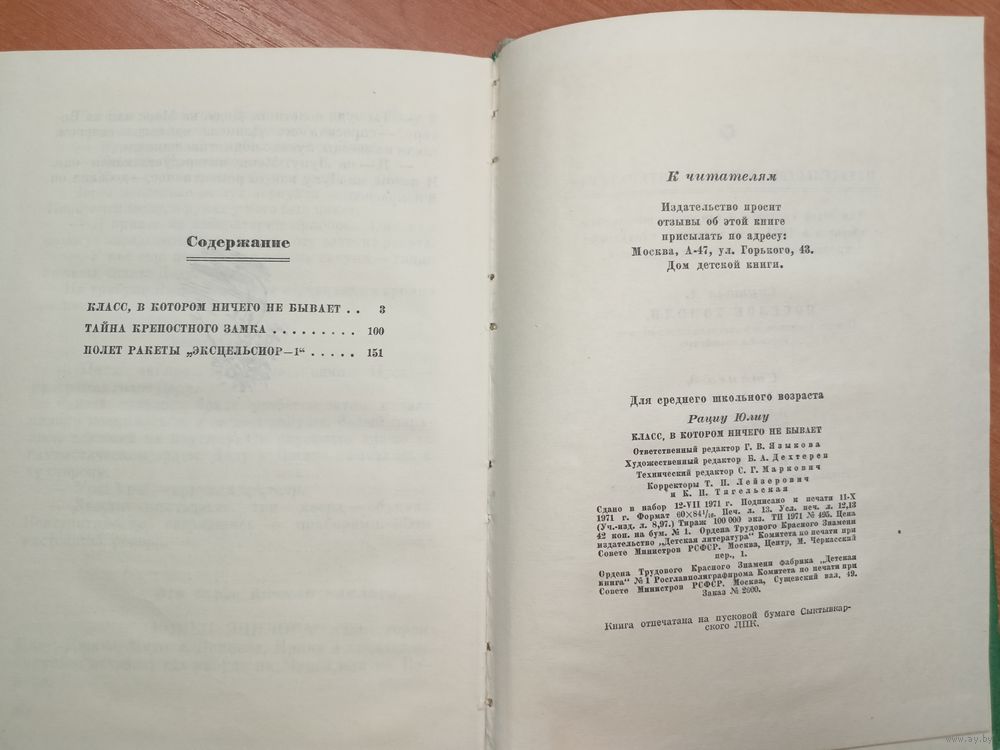 Содержание
КЛАСС, В КОТОРОМ НИЧЕГО НЕ БЫВАЕТ . . 3
ТАЙНА КРЕПОСТНОГО ЗАМКА . . . . . . . . . 100
ПОЛЕТ РАКЕТЫ „ЭКСЦЕЛЬСИОР—1“ . . . . . 151
К читателям
Издательство просит
отзывы об этой книге
присылать по адресу:
Москва, А-47, ул. Горького, 43.
Дом детской книги.
Для среднего школьного возраста
Рациу Юлиу
КЛАСС, В КОТОРОМ НИЧЕГО НЕ БЫВАЕТ
Ответственный редактор Г. В. Языкова
Художественный редактор Б. А. Дехтерев
Технический редактор С. Г. Маркович
Корректоры Т. П. Лейзерович
и К. П. Тягельская
Сдано в набор 12-VII 1971 г. Подписано к печати 11-X
1971 г. Формат 60×84 1/16. Печ. л. 13. Усл. печ. л. 12,13
(Уч.-изд. л. 8,97.) Тираж 100 000 экз. ТП 1971 № 495. Цена
42 коп. на бум. № 1. Ордена Трудового Красного Знамени
издательство „Детская литература“ Комитета по печати при
Совете Министров РСФСР. Москва, Центр, М. Черкасский
пер., 1.
Ордена Трудового Красного Знамени фабрика „Детская
книга“ № 1 Росглавполиграфпрома Комитета по печати при
Совете Министров РСФСР. Москва, Сущевский вал, 49.
Заказ № 2000.
Книга отпечатана на пусковой бумаге Сыктывкар-
ского ЛПК.
www.ay.by